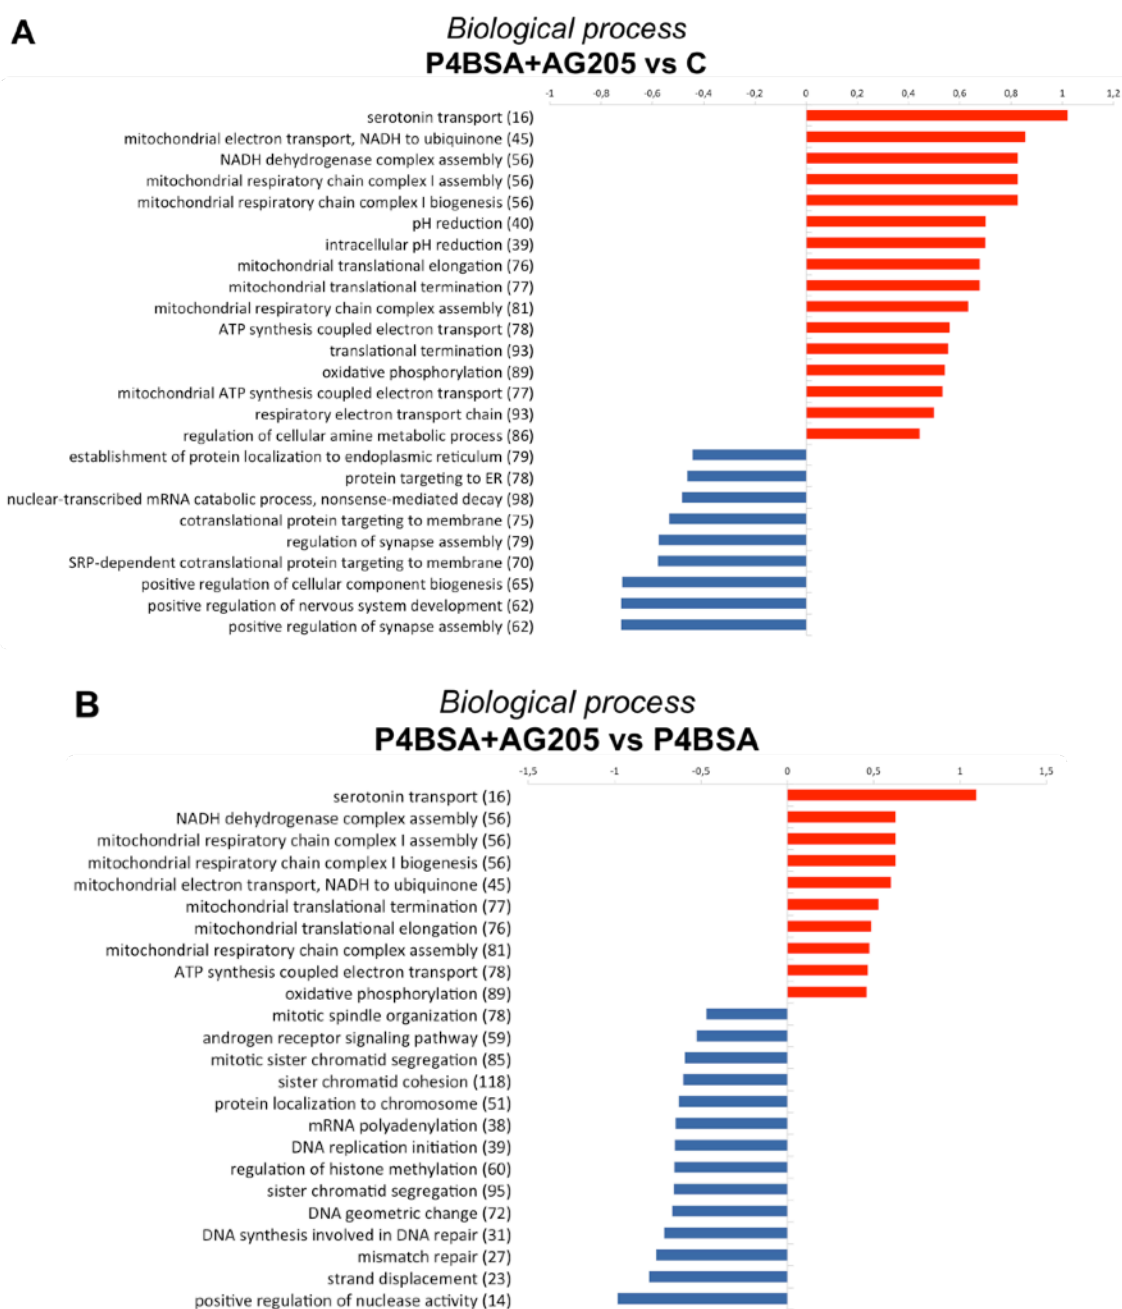 A
Biological process
P4BSA+AG205 vs C
-1 -0,8 -0,6 -0,4 -0,2 0 0,2 0,4 0,6 0,8 1 1,2
serotonin transport (16)
mitochondrial electron transport, NADH to ubiquinone (45)
NADH dehydrogenase complex assembly (56)
mitochondrial respiratory chain complex I assembly (56)
mitochondrial respiratory chain complex I biogenesis (56)
pH reduction (40)
intracellular pH reduction (39)
mitochondrial translational elongation (76)
mitochondrial translational termination (77)
mitochondrial respiratory chain complex assembly (81)
ATP synthesis coupled electron transport (78)
translational termination (93)
oxidative phosphorylation (89)
mitochondrial ATP synthesis coupled electron transport (77)
respiratory electron transport chain (93)
regulation of cellular amine metabolic process (86)
establishment of protein localization to endoplasmic reticulum (79)
protein targeting to ER (78)
nuclear-transcribed mRNA catabolic process, nonsense-mediated decay (98)
cotranslational protein targeting to membrane (75)
regulation of synapse assembly (79)
SRP-dependent cotranslational protein targeting to membrane (70)
positive regulation of cellular component biogenesis (65)
positive regulation of nervous system development (62)
positive regulation of synapse assembly (62)
B
Biological process
P4BSA+AG205 vs P4BSA
-1,5 -1 -0,5 0 0,5 1 1,5
serotonin transport (16)
NADH dehydrogenase complex assembly (56)
mitochondrial respiratory chain complex I assembly (56)
mitochondrial respiratory chain complex I biogenesis (56)
mitochondrial electron transport, NADH to ubiquinone (45)
mitochondrial translational termination (77)
mitochondrial translational elongation (76)
mitochondrial respiratory chain complex assembly (81)
ATP synthesis coupled electron transport (78)
oxidative phosphorylation (89)
mitotic spindle organization (78)
androgen receptor signaling pathway (59)
mitotic sister chromatid segregation (85)
sister chromatid cohesion (118)
protein localization to chromosome (51)
mRNA polyadenylation (38)
DNA replication initiation (39)
regulation of histone methylation (60)
sister chromatid segregation (95)
DNA geometric change (72)
DNA synthesis involved in DNA repair (31)
mismatch repair (27)
strand displacement (23)
positive regulation of nuclease activity (14)